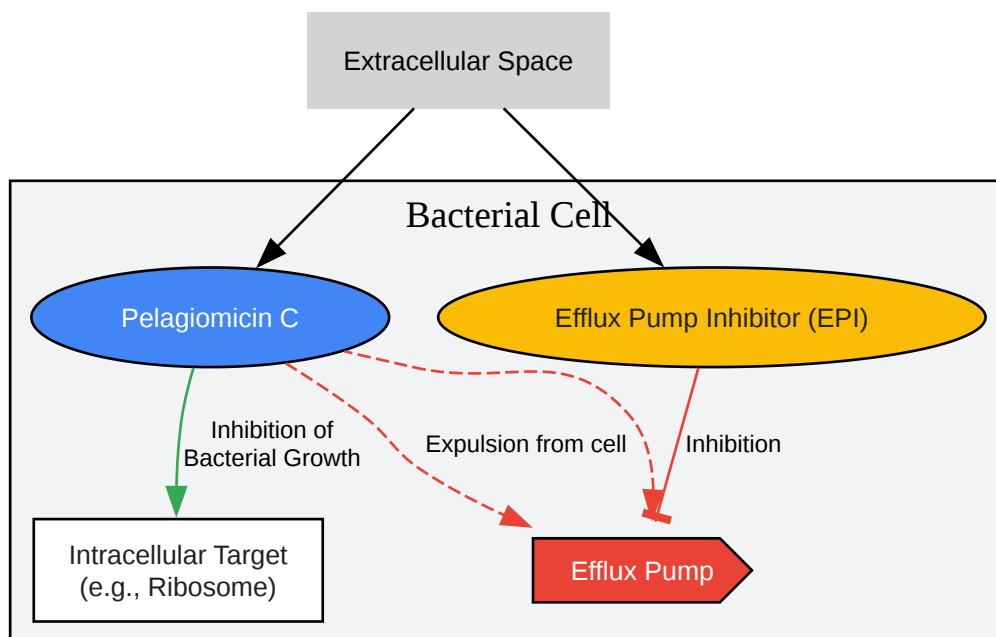 Extracellular Space
Bacterial Cell
Pelagiomicin C
Efflux Pump Inhibitor (EPI)
Inhibition of
Bacterial Growth
Expulsion from cell
Inhibition
Intracellular Target
(e.g., Ribosome)
Efflux Pump